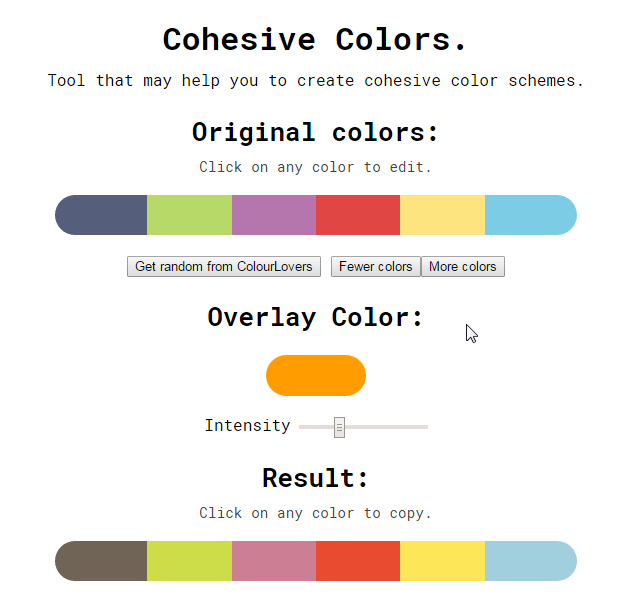 Cohesive Colors.
Tool that may help you to create cohesive color schemes.
Original colors:
Click on any color to edit.
Get random from ColourLovers Fewer colors More colors
Overlay Color:
Intensity
Result:
Click on any color to copy.